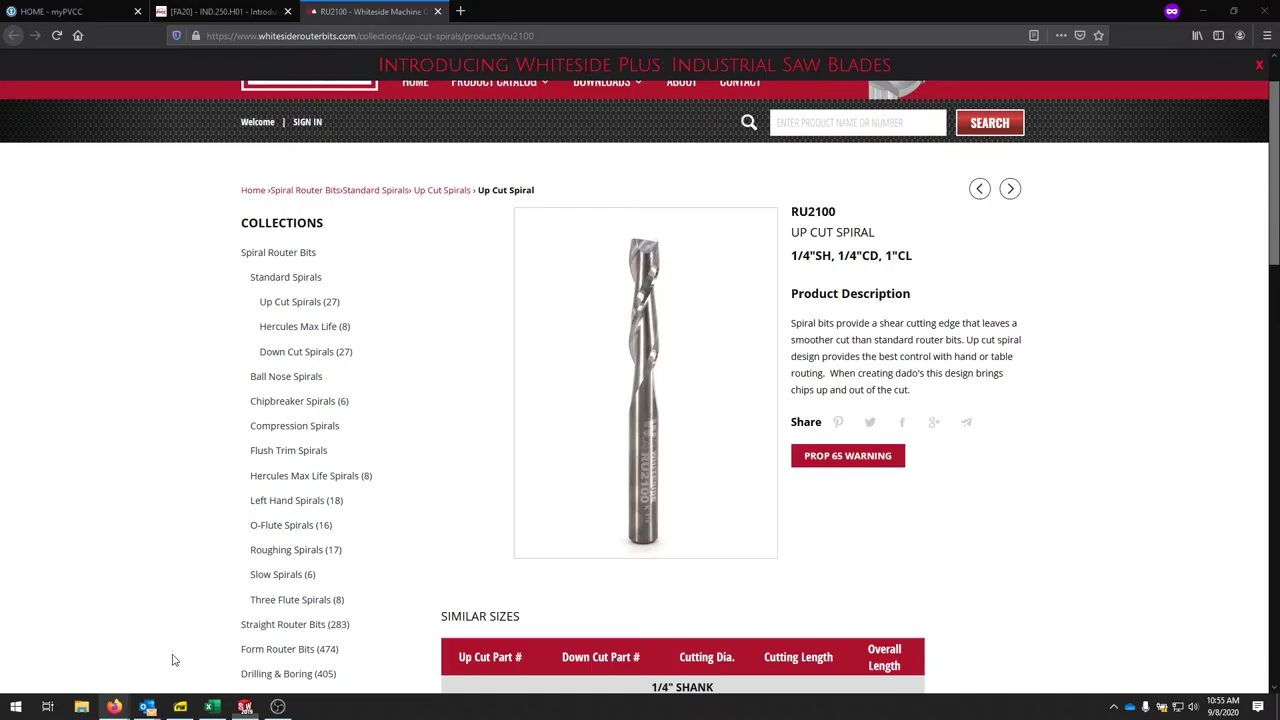 HOME - myPVCC
[FA20] - IND.250.H01 - Introdu
RU2100 - Whiteside Machine C
https://www.whitesiderouterbits.com/collections/up-cut-spirals/products/ru2100
Introducing Whiteside Plus: Industrial Saw Blades
X
HOME
PRODUCT CATALOG
DOWNLOADS
ABOUT
CONTACT
Welcome | SIGN IN
ENTER PRODUCT NAME OR NUMBER
SEARCH
Home ›Spiral Router Bits›Standard Spirals› Up Cut Spirals › Up Cut Spiral
COLLECTIONS
Spiral Router Bits
Standard Spirals
Up Cut Spirals (27)
Hercules Max Life (8)
Down Cut Spirals (27)
Ball Nose Spirals
Chipbreaker Spirals (6)
Compression Spirals
Flush Trim Spirals
Hercules Max Life Spirals (8)
Left Hand Spirals (18)
O-Flute Spirals (16)
Roughing Spirals (17)
Slow Spirals (6)
Three Flute Spirals (8)
Straight Router Bits (283)
Form Router Bits (474)
Drilling & Boring (405)
RU2100
RU2100
UP CUT SPIRAL
1/4"SH, 1/4"CD, 1"CL
Product Description
Spiral bits provide a shear cutting edge that leaves a
smoother cut than standard router bits. Up cut spiral
design provides the best control with hand or table
routing. When creating dado's this design brings
chips up and out of the cut.
Share
PROP 65 WARNING
SIMILAR SIZES
Up Cut Part #
Down Cut Part #
Cutting Dia.
Cutting Length
Overall
Length
1/4" SHANK
10:55 AM
9/8/2020